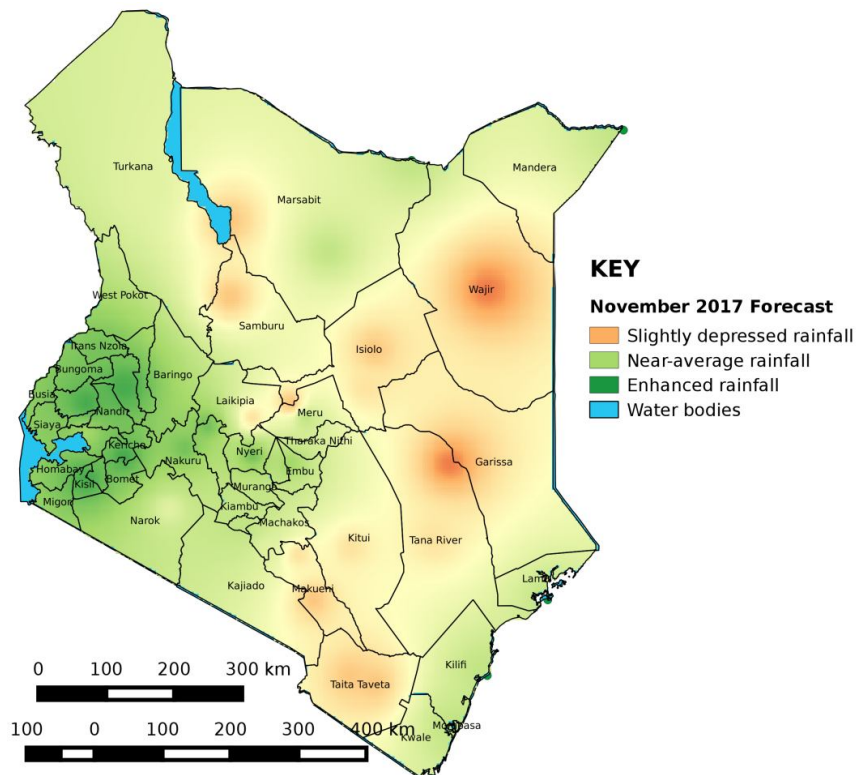 Turkana
Marsabit
Mandera
Wajir
West Pokot
Samburu
Trans Nzoia
Isiolo
Bungoma
Baringo
Busia
Laikipia
Nandi
Meru
Siaya
Kericho
Tharaka Nithi
Nyeri
Nakuru
Garissa
Homabay
Embu
Bomet
Kisii
Muranga
Migori
Kiambu
Narok
Machakos
Kitui
Tana River
Lamu
Kajiado
Makueni
Kilifi
Taita Taveta
Mombasa
Kwale
KEY
November 2017 Forecast
Slightly depressed rainfall
Near-average rainfall
Enhanced rainfall
Water bodies
0 100 200 300 km
100 0 100 200 300 400 km